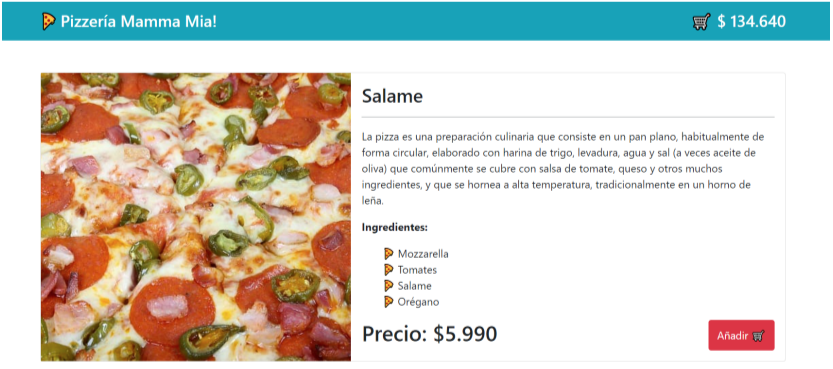 Pizzería Mamma Mia!
$ 134.640
Salame
La pizza es una preparación culinaria que consiste en un pan plano, habitualmente de
forma circular, elaborado con harina de trigo, levadura, agua y sal (a veces aceite de
oliva) que comúnmente se cubre con salsa de tomate, queso y otros muchos
ingredientes, y que se hornea a alta temperatura, tradicionalmente en un horno de
leña.
Ingredientes:
Mozzarella
Tomates
Salame
Orégano
Precio: $5.990
Añadir